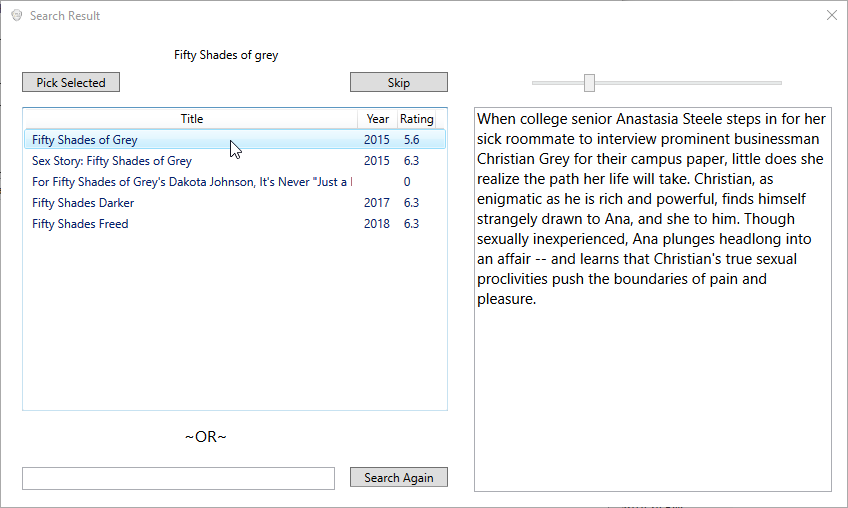 Search Result
Fifty Shades of grey
Pick Selected
Skip
Title Year Rating
Fifty Shades of Grey 2015 5.6
Sex Story: Fifty Shades of Grey 2015 6.3
For Fifty Shades of Grey's Dakota Johnson, It's Never "Just a 0
Fifty Shades Darker 2017 6.3
Fifty Shades Freed 2018 6.3
~OR~
Search Again
When college senior Anastasia Steele steps in for her
sick roommate to interview prominent businessman
Christian Grey for their campus paper, little does she
realize the path her life will take. Christian, as
enigmatic as he is rich and powerful, finds himself
strangely drawn to Ana, and she to him. Though
sexually inexperienced, Ana plunges headlong into
an affair -- and learns that Christian's true sexual
proclivities push the boundaries of pain and
pleasure.